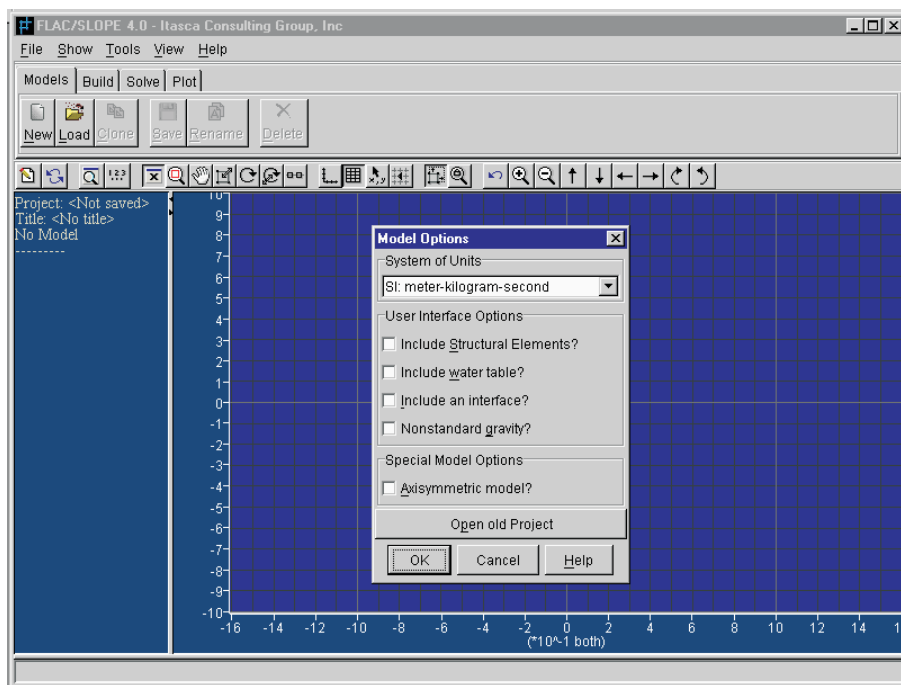 FLAC/SLOPE 4.0 - Itasca Consulting Group, Inc
File Show Tools View Help
Models Build Solve Plot
New Load Clone Save Rename Delete
123
Project: <Not saved>
Title: <No title>
No Model
---------
10
9
8
7
6
5
4
3
2
1
0
-1
-2
-3
-4
-5
-6
-7
-8
-9
-10
-16 -14 -12 -10 -8 -6 -4 -2 0 2 4 6 8 10 12 14 1
(*10^-1 both)
Model Options
System of Units
SI: meter-kilogram-second
User Interface Options
Include Structural Elements?
Include water table?
Include an interface?
Nonstandard gravity?
Special Model Options
Axisymmetric model?
Open old Project
OK Cancel Help